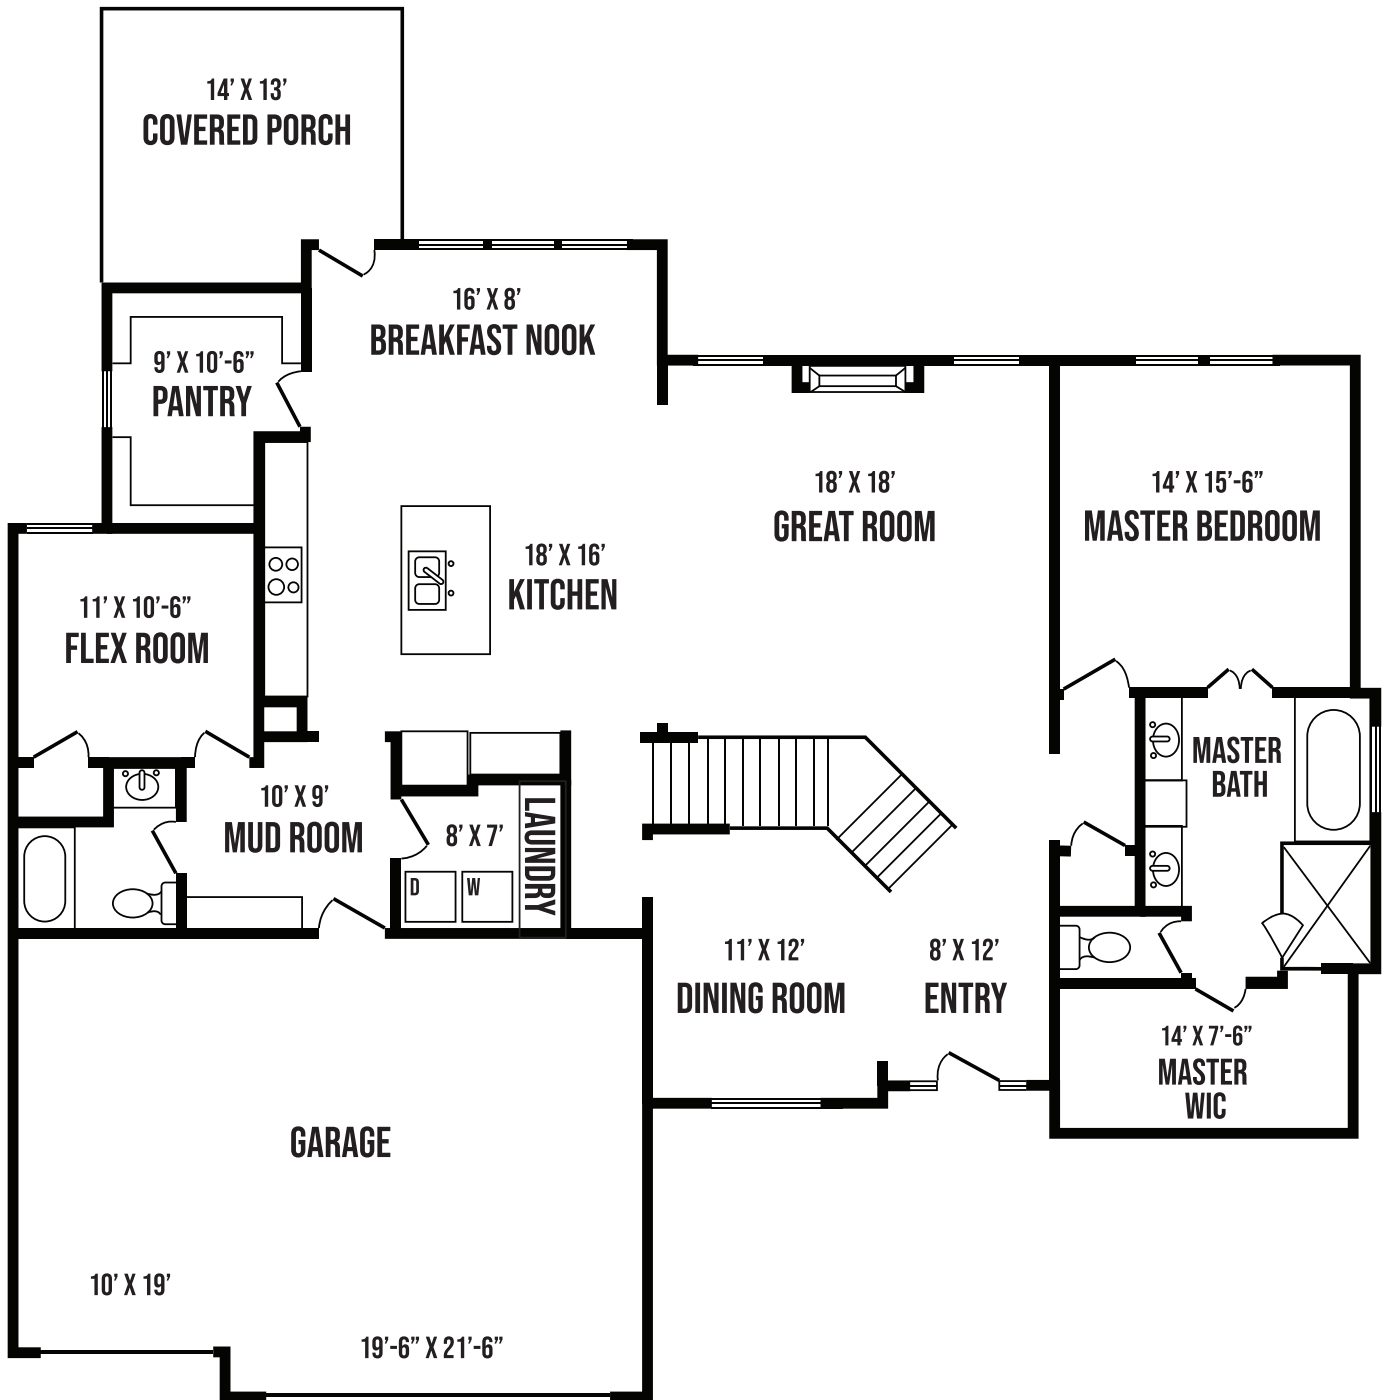 14’ X 13’
COVERED PORCH
16’ X 8’
BREAKFAST NOOK
9’ X 10’-6”
PANTRY
18’ X 18’
GREAT ROOM
14’ X 15’-6”
MASTER BEDROOM
18’ X 16’
KITCHEN
11’ X 10’-6”
FLEX ROOM
MASTER
BATH
10’ X 9’
MUD ROOM
8’ X 7’
LAUNDRY
D
W
11’ X 12’
DINING ROOM
8’ X 12’
ENTRY
14’ X 7’-6”
MASTER
WIC
GARAGE
10’ X 19’
19’-6” X 21’-6”